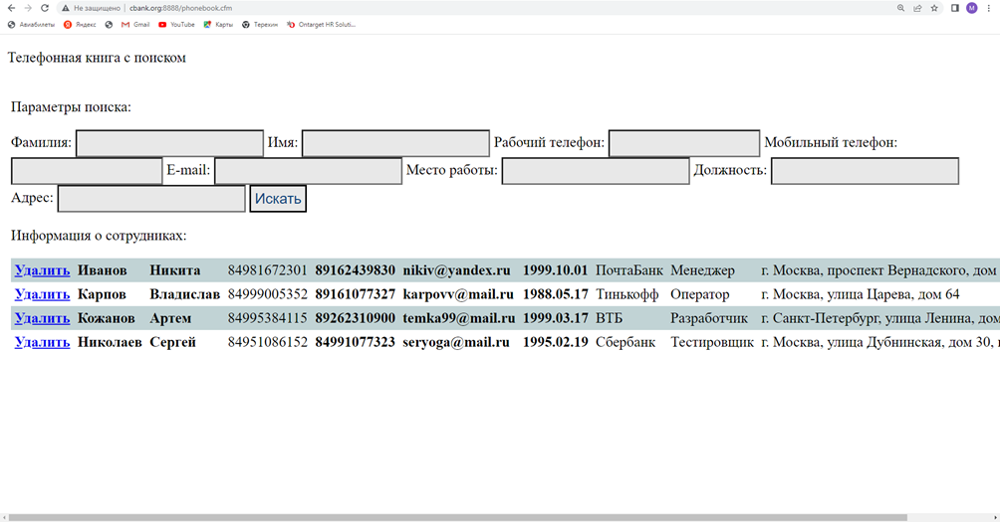 Не защищено | cbank.org:8888/phonebook.cfm
M
Авиабилеты Яндекс Gmail YouTube Карты Терехин Ontarget HR Soluti...
Телефонная книга с поиском
Параметры поиска:
Фамилия: Имя: Рабочий телефон: Мобильный телефон:
E-mail: Место работы: Должность:
Адрес: Искать
Информация о сотрудниках:
Удалить Иванов Никита 84981672301 89162439830 nikiv@yandex.ru 1999.10.01 ПочтаБанк Менеджер г. Москва, проспект Вернадского, дом
Удалить Карпов Владислав 84999005352 89161077327 karpovv@mail.ru 1988.05.17 Тинькофф Оператор г. Москва, улица Царева, дом 64
Удалить Кожанов Артем 84995384115 89262310900 temka99@mail.ru 1999.03.17 ВТБ Разработчик г. Санкт-Петербург, улица Ленина, дом
Удалить Николаев Сергей 84951086152 84991077323 seryoga@mail.ru 1995.02.19 Сбербанк Тестировщик г. Москва, улица Дубнинская, дом 30,